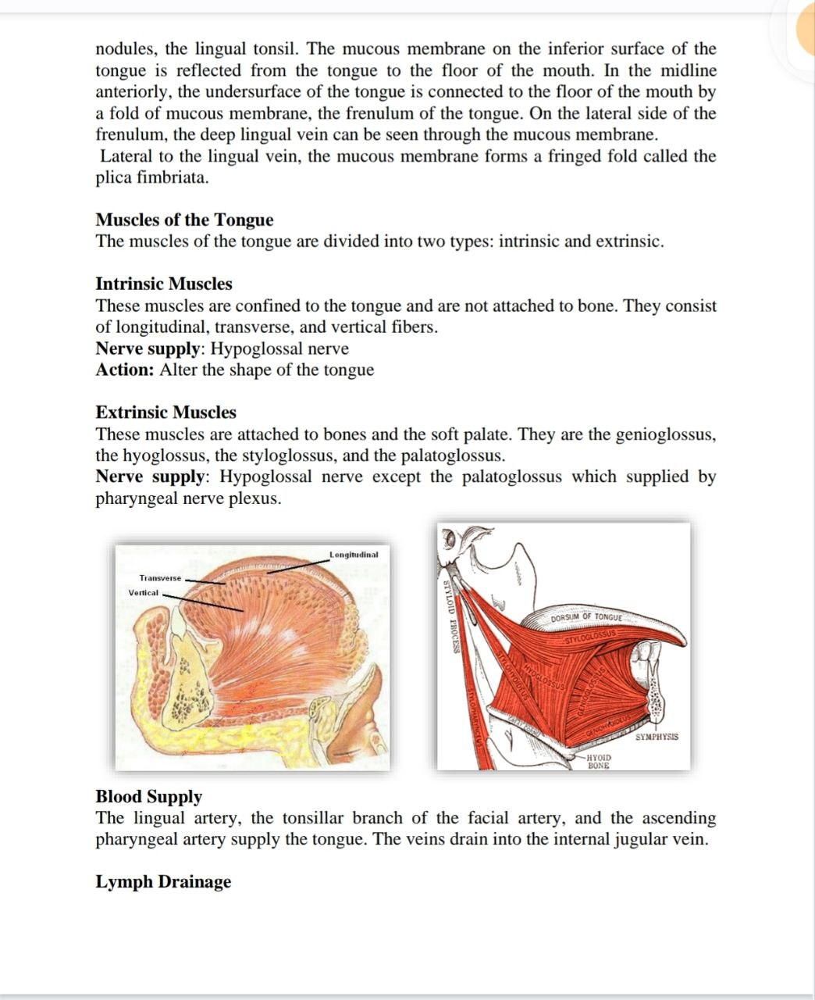 nodules, the lingual tonsil. The mucous membrane on the inferior surface of the
tongue is reflected from the tongue to the floor of the mouth. In the midline
anteriorly, the undersurface of the tongue is connected to the floor of the mouth by
a fold of mucous membrane, the frenulum of the tongue. On the lateral side of the
frenulum, the deep lingual vein can be seen through the mucous membrane.
Lateral to the lingual vein, the mucous membrane forms a fringed fold called the
plica fimbriata.
Muscles of the Tongue
The muscles of the tongue are divided into two types: intrinsic and extrinsic.
Intrinsic Muscles
These muscles are confined to the tongue and are not attached to bone. They consist
of longitudinal, transverse, and vertical fibers.
Nerve supply: Hypoglossal nerve
Action: Alter the shape of the tongue
Extrinsic Muscles
These muscles are attached to bones and the soft palate. They are the genioglossus,
the hyoglossus, the styloglossus, and the palatoglossus.
Nerve supply: Hypoglossal nerve except the palatoglossus which supplied by
pharyngeal nerve plexus.
Longitudinal
Transverse
Vertical
STYLOID PROCESS
DORSUM OF TONGUE
STYLOGLOSSUS
STYLOHYOIDEUS
HYOGLOSSUS
GENIOGLOSSUS
STYLOPHARYNGEUS
GENIOHYOIDEUS
SYMPHYSIS
HYOID
BONE
Blood Supply
The lingual artery, the tonsillar branch of the facial artery, and the ascending
pharyngeal artery supply the tongue. The veins drain into the internal jugular vein.
Lymph Drainage